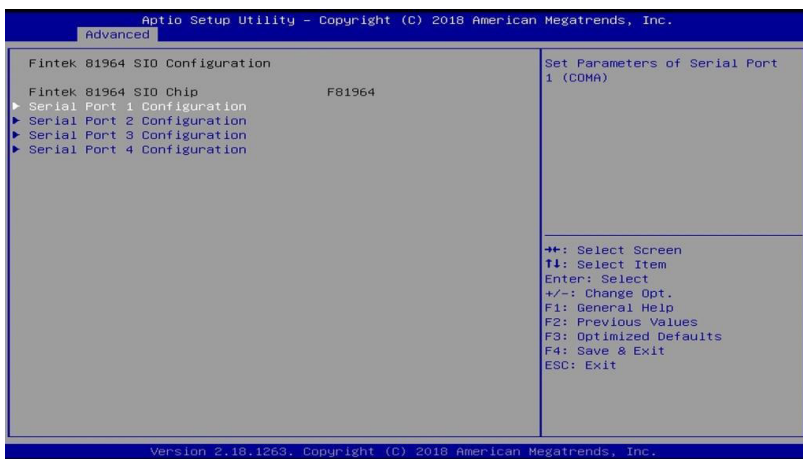 Aptio Setup Utility – Copyright (C) 2018 American Megatrends, Inc.
Advanced
Fintek 81964 SIO Configuration
Fintek 81964 SIO Chip F81964
Serial Port 1 Configuration
Serial Port 2 Configuration
Serial Port 3 Configuration
Serial Port 4 Configuration
Set Parameters of Serial Port
1 (COMA)
→←: Select Screen
↑↓: Select Item
Enter: Select
+/-: Change Opt.
F1: General Help
F2: Previous Values
F3: Optimized Defaults
F4: Save & Exit
ESC: Exit
Version 2.18.1263. Copyright (C) 2018 American Megatrends, Inc.